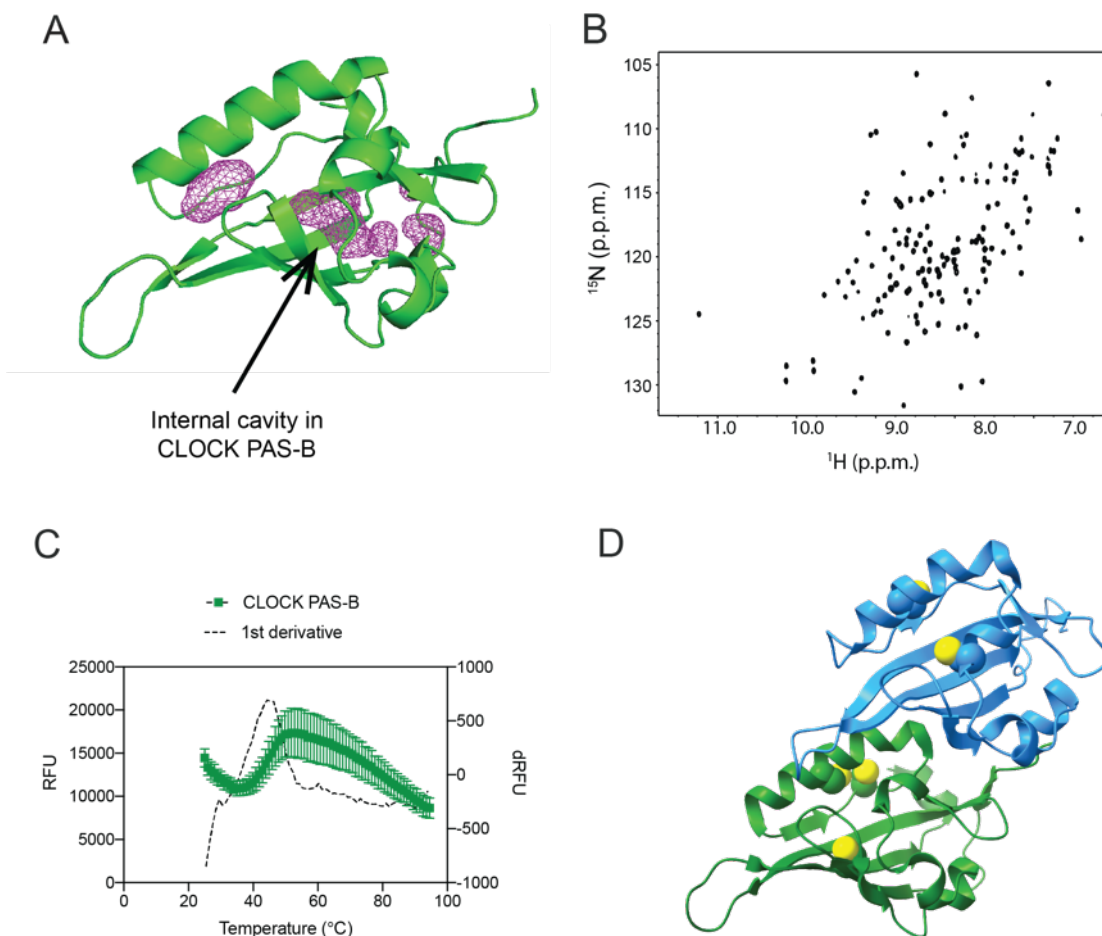 A
Internal cavity in
CLOCK PAS-B
B
105
110
115
120
125
130
¹⁵N (p.p.m.)
11.0 10.0 9.0 8.0 7.0
¹H (p.p.m.)
C
CLOCK PAS-B
1st derivative
25000
20000
15000
10000
5000
0
RFU
1000
500
0
-500
-1000
dRFU
0 20 40 60 80 100
Temperature (°C)
D